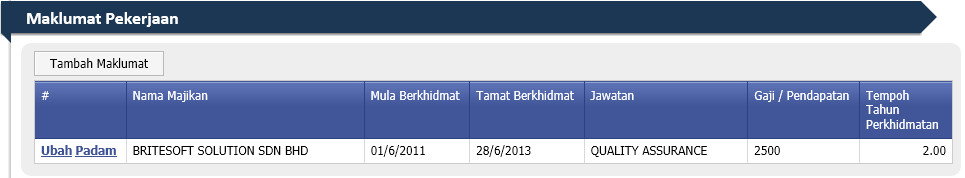 Maklumat Pekerjaan
Tambah Maklumat
# Nama Majikan Mula Berkhidmat Tamat Berkhidmat Jawatan Gaji / Pendapatan Tempoh
Tahun
Perkhidmatan
Ubah Padam BRITESOFT SOLUTION SDN BHD 01/6/2011 28/6/2013 QUALITY ASSURANCE 2500 2.00